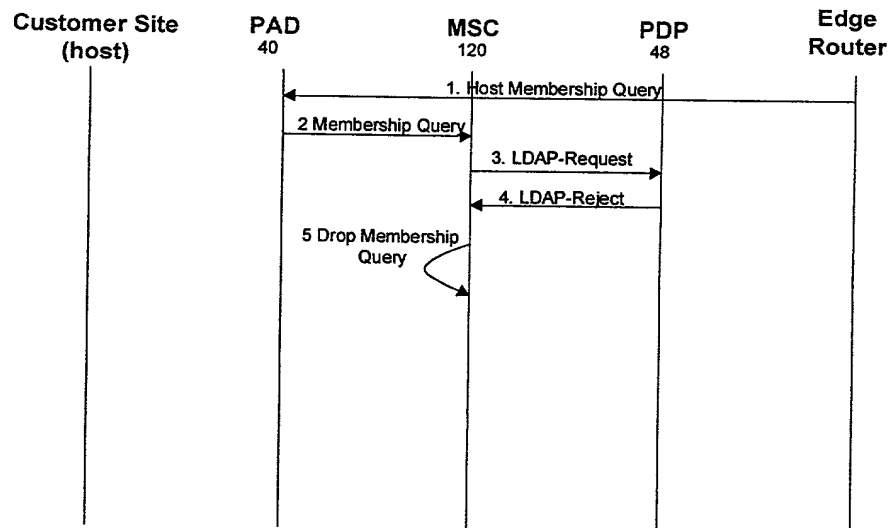 Customer Site
(host)
PAD
40
MSC
120
PDP
48
Edge
Router
1. Host Membership Query
2 Membership Query
3. LDAP-Request
4. LDAP-Reject
5 Drop Membership
Query